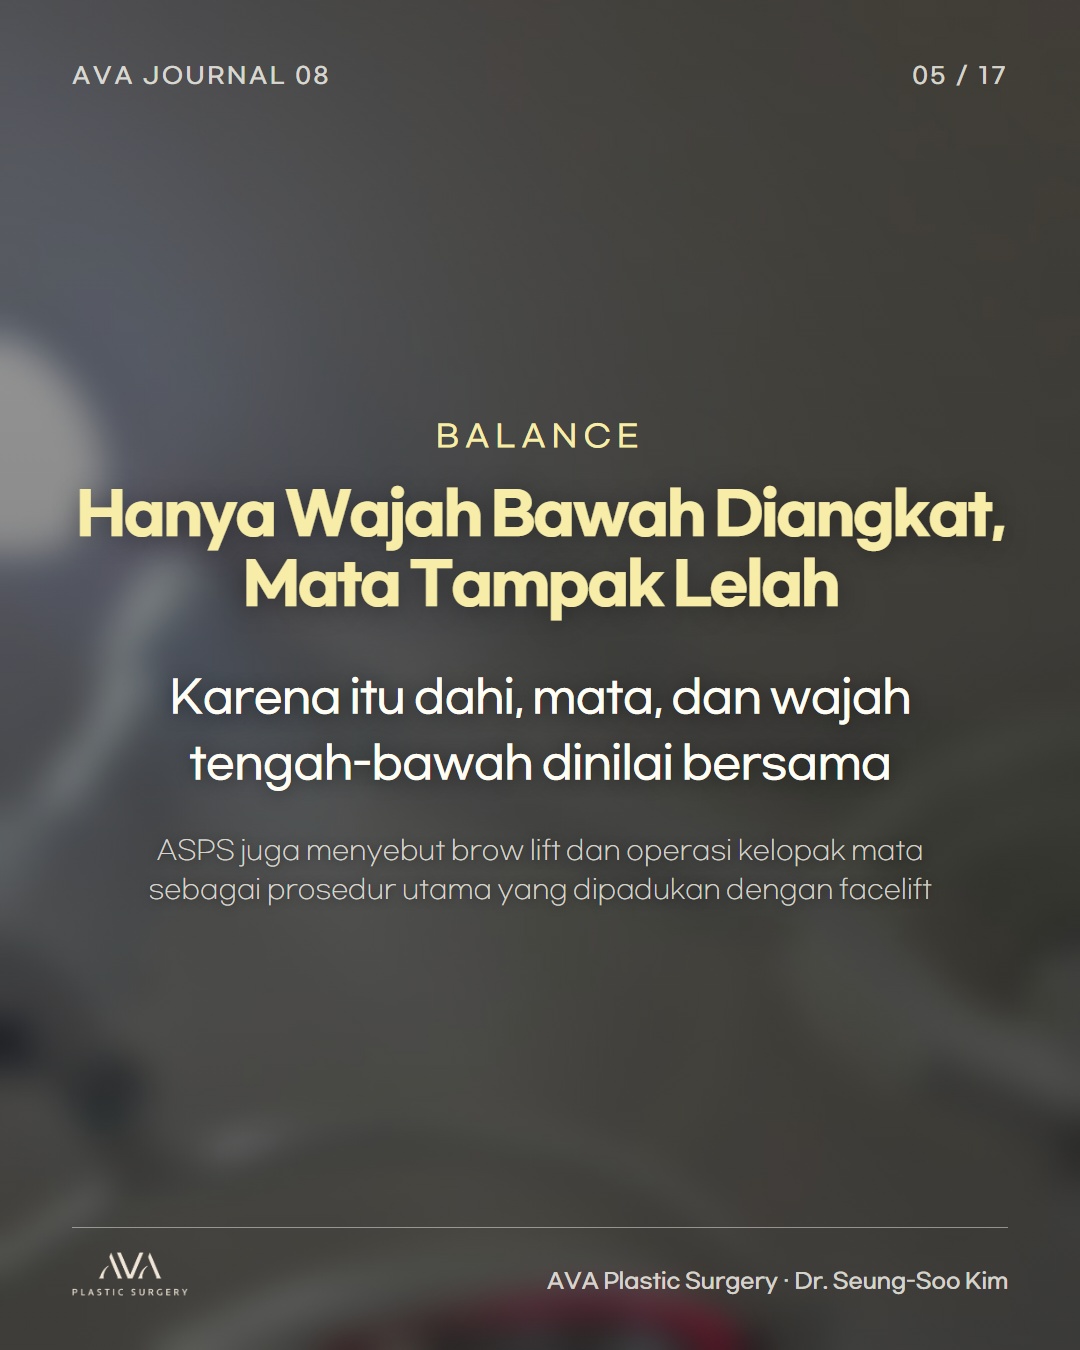 AVA JOURNAL 08
05 / 17
BALANCE
Hanya Wajah Bawah Diangkat,
Mata Tampak Lelah
Karena itu dahi, mata, dan wajah
tengah-bawah dinilai bersama
ASPS juga menyebut brow lift dan operasi kelopak mata
sebagai prosedur utama yang dipadukan dengan facelift
AVA
PLASTIC SURGERY
AVA Plastic Surgery · Dr. Seung-Soo Kim